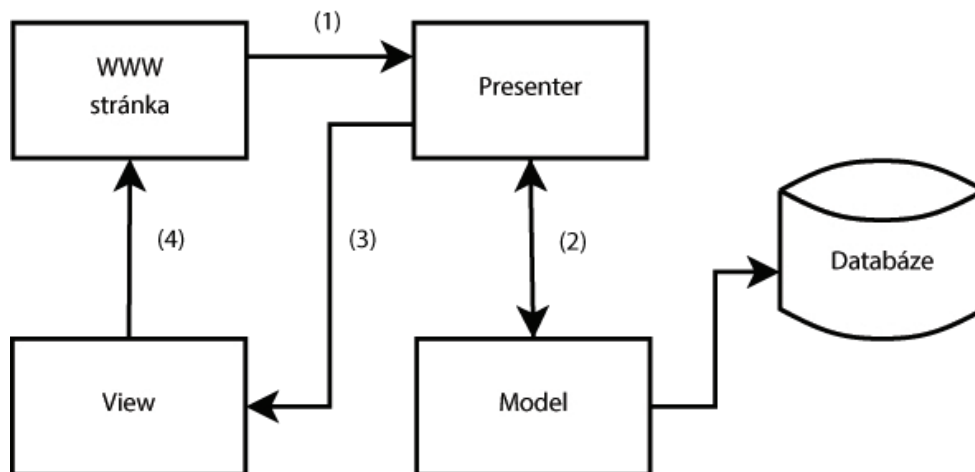 (1)
WWW
stránka
Presenter
(4)
(3)
(2)
Databáze
View
Model